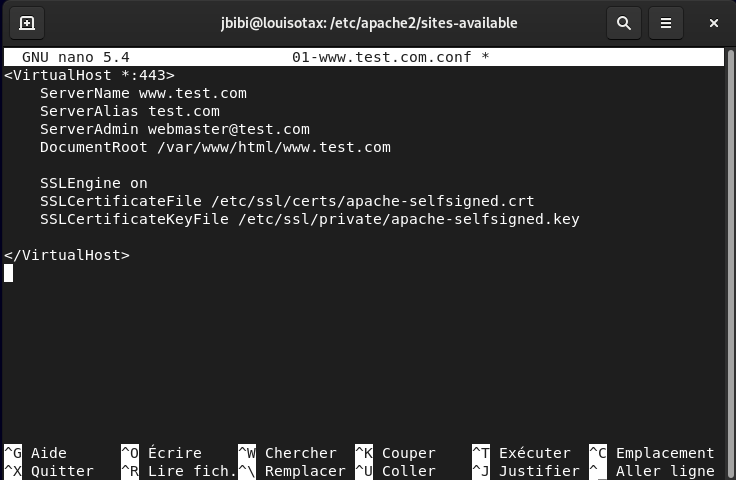 jbibi@louisotax: /etc/apache2/sites-available
GNU nano 5.4 01-www.test.com.conf *
<VirtualHost *:443>
    ServerName www.test.com
    ServerAlias test.com
    ServerAdmin webmaster@test.com
    DocumentRoot /var/www/html/www.test.com

    SSLEngine on
    SSLCertificateFile /etc/ssl/certs/apache-selfsigned.crt
    SSLCertificateKeyFile /etc/ssl/private/apache-selfsigned.key

</VirtualHost>
^G Aide ^O Écrire ^W Chercher ^K Couper ^T Exécuter ^C Emplacement
^X Quitter ^R Lire fich. ^\ Remplacer ^U Coller ^J Justifier ^_ Aller ligne